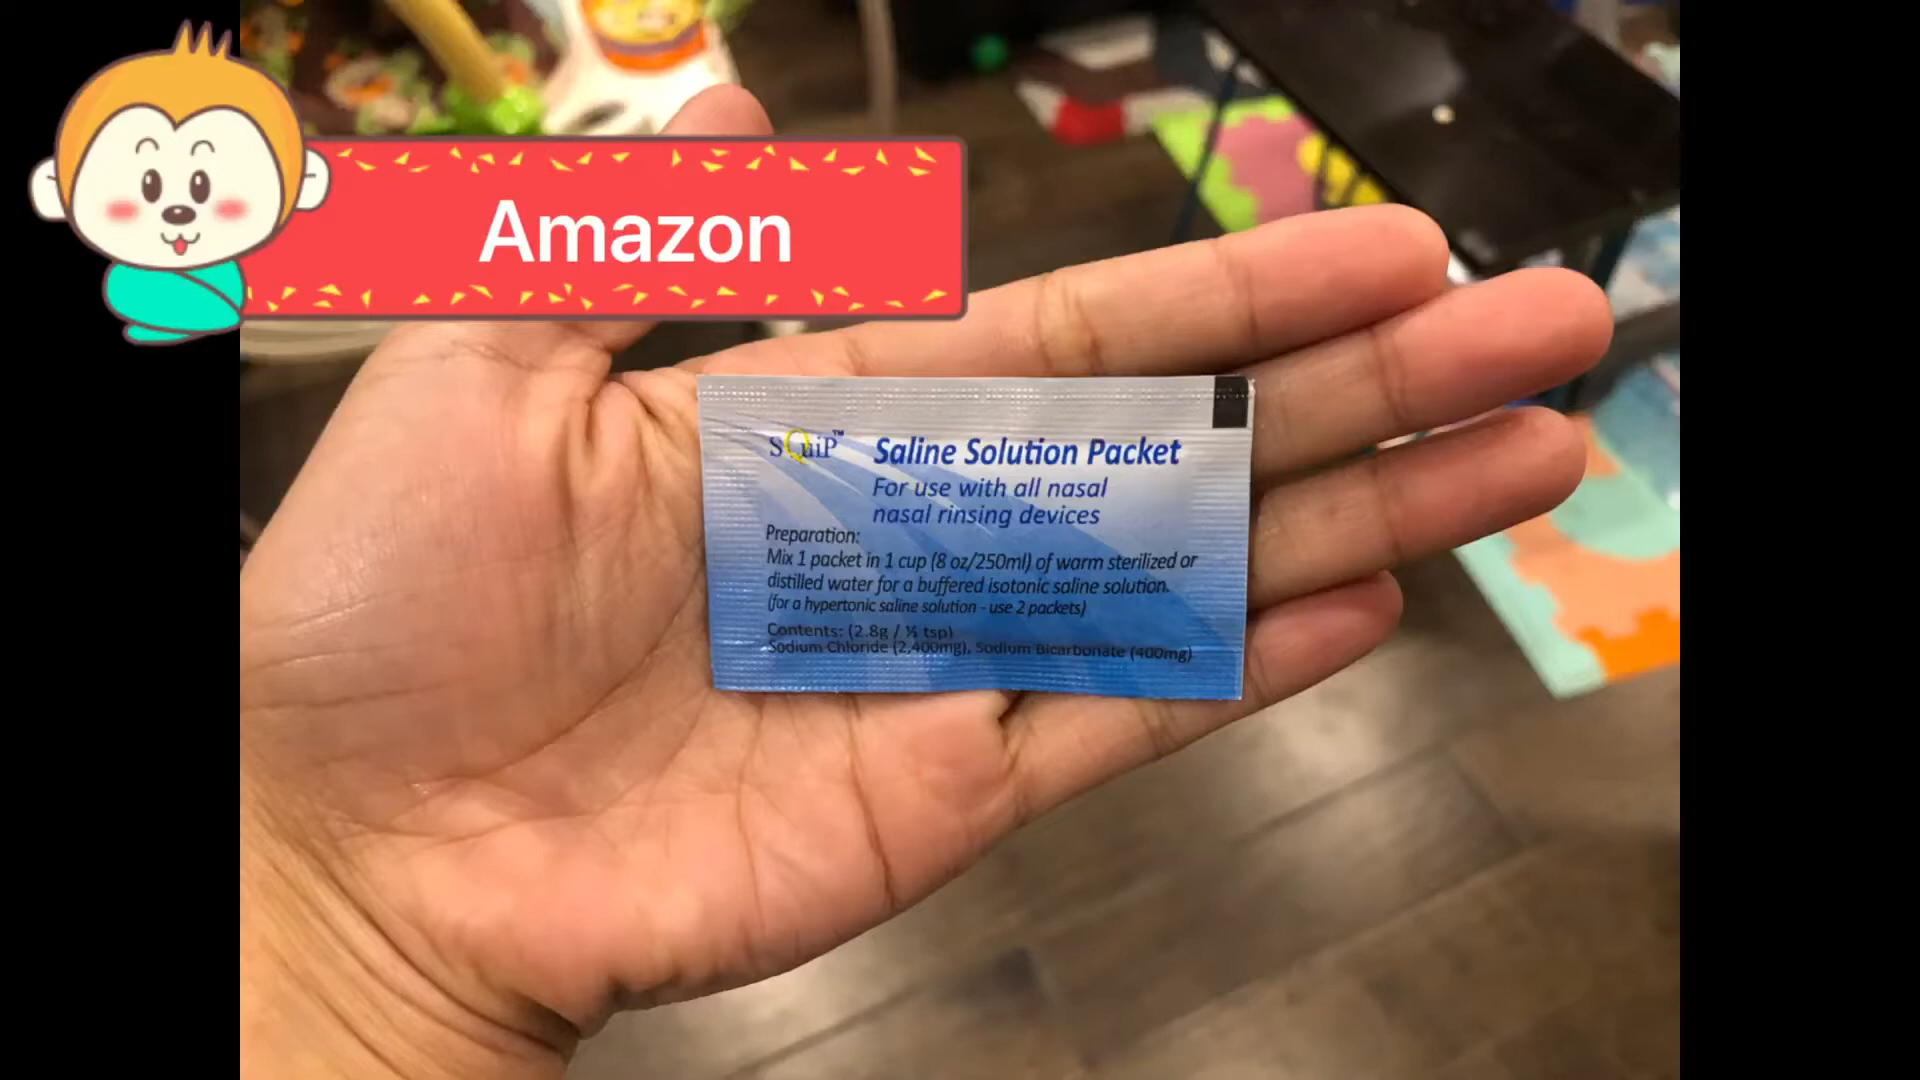 Amazon
SQuiP™ Saline Solution Packet
For use with all nasal
nasal rinsing devices
Preparation:
Mix 1 packet in 1 cup (8 oz/250ml) of warm sterilized or
distilled water for a buffered isotonic saline solution.
(for a hypertonic saline solution - use 2 packets)
Contents: (2.8g / ½ tsp)
Sodium Chloride (2,400mg), Sodium Bicarbonate (400mg)